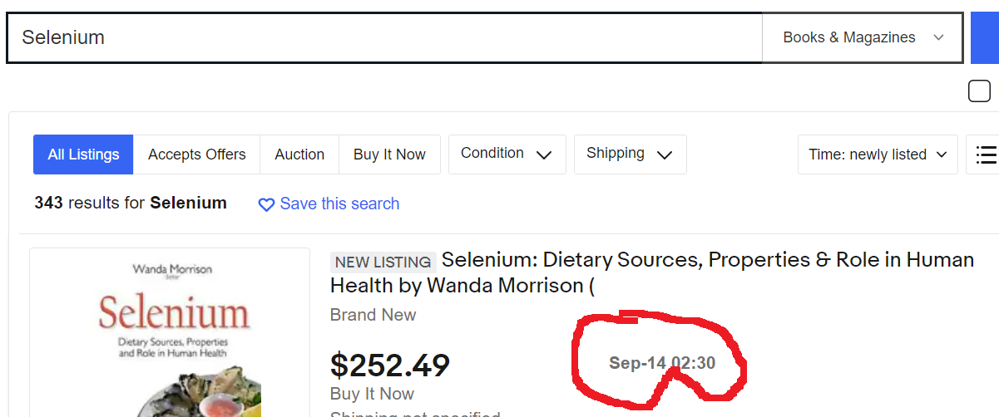 Selenium
Books & Magazines
All Listings
Accepts Offers
Auction
Buy It Now
Condition
Shipping
Time: newly listed
343 results for Selenium
Save this search
NEW LISTING Selenium: Dietary Sources, Properties & Role in Human
Health by Wanda Morrison (
Brand New
$252.49
Sep-14 02:30
Buy It Now
Shipping not specified
Wanda Morrison
Selenium
Dietary Sources, Properties
and Role in Human Health